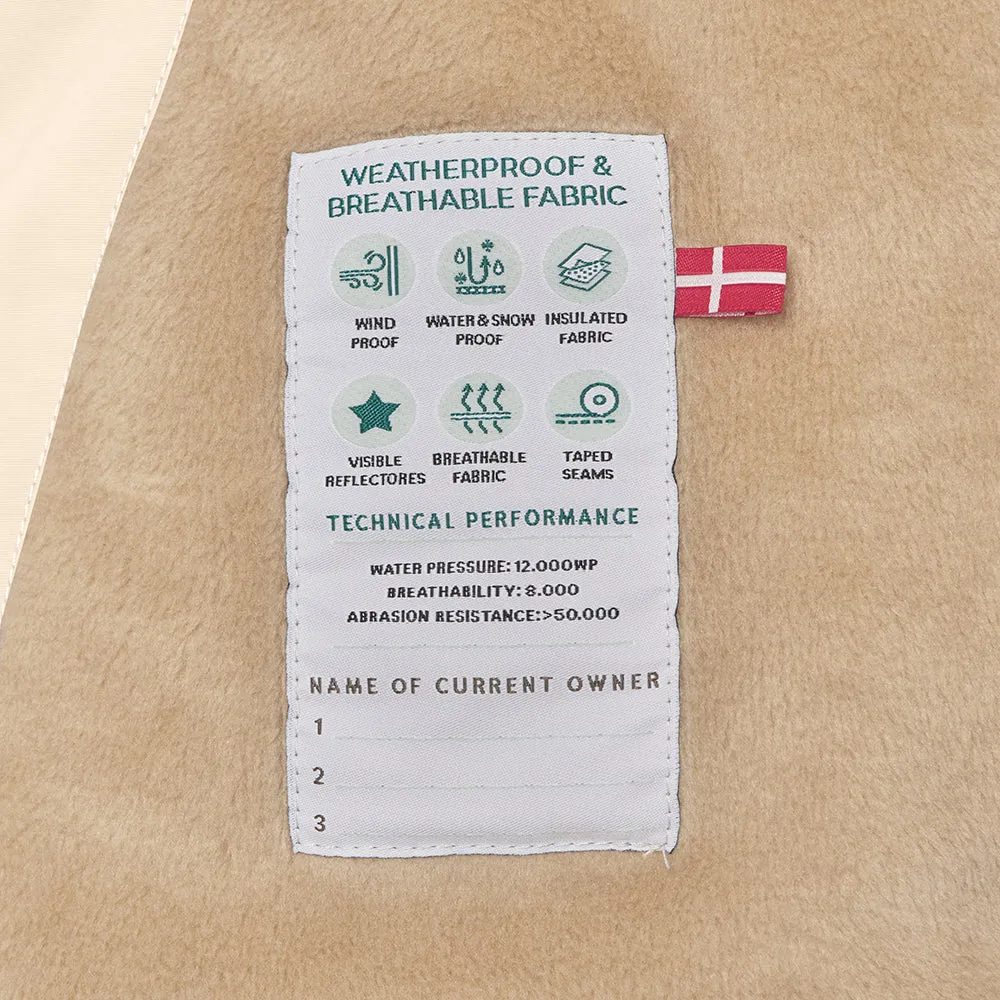 WEATHERPROOF &
BREATHABLE FABRIC
WIND
PROOF
WATER & SNOW
PROOF
INSULATED
FABRIC
VISIBLE
REFLECTORES
BREATHABLE
FABRIC
TAPED
SEAMS
TECHNICAL PERFORMANCE
WATER PRESSURE: 12.000WP
BREATHABILITY: 8.000
ABRASION RESISTANCE:>50.000
NAME OF CURRENT OWNER
1
2
3